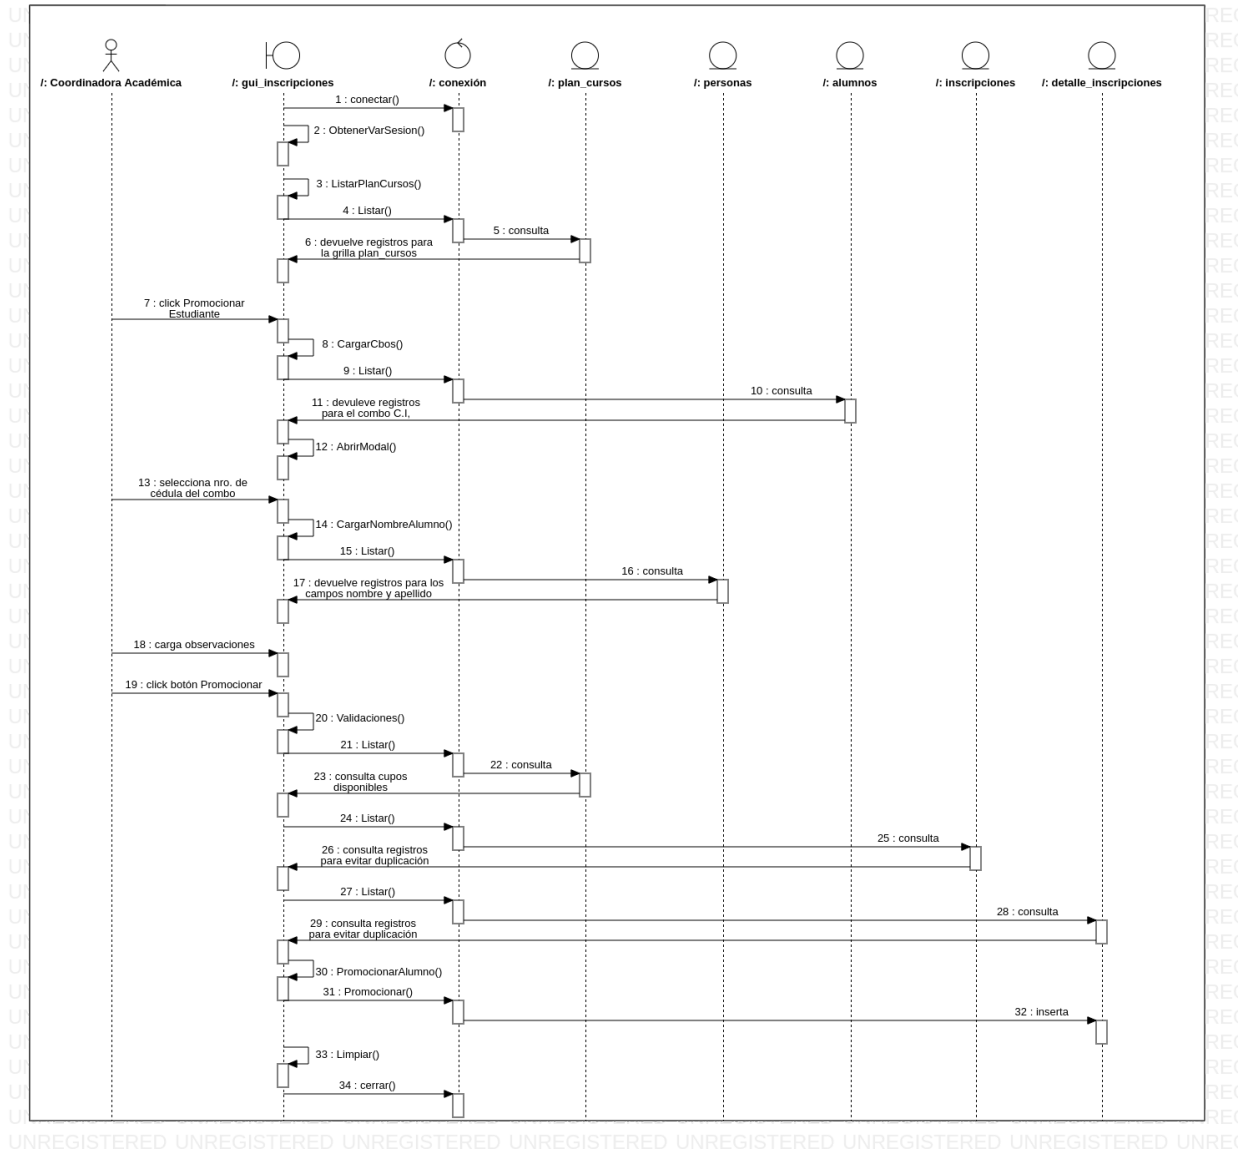 /: Coordinadora Académica
/: gui_inscripciones
/: conexión
/: plan_cursos
/: personas
/: alumnos
/: inscripciones
/: detalle_inscripciones
1 : conectar()
2 : ObtenerVarSesion()
3 : ListarPlanCursos()
4 : Listar()
5 : consulta
6 : devuelve registros para
la grilla plan_cursos
7 : click Promocionar
Estudiante
8 : CargarCbos()
9 : Listar()
10 : consulta
11 : devuleve registros
para el combo C.I,
12 : AbrirModal()
13 : selecciona nro. de
cédula del combo
14 : CargarNombreAlumno()
15 : Listar()
16 : consulta
17 : devuelve registros para los
campos nombre y apellido
18 : carga observaciones
19 : click botón Promocionar
20 : Validaciones()
21 : Listar()
22 : consulta
23 : consulta cupos
disponibles
24 : Listar()
25 : consulta
26 : consulta registros
para evitar duplicación
27 : Listar()
28 : consulta
29 : consulta registros
para evitar duplicación
30 : PromocionarAlumno()
31 : Promocionar()
32 : inserta
33 : Limpiar()
34 : cerrar()
UNREGISTERED UNREGISTERED UNREGISTERED UNREGISTERED UNREGISTERED UNREGISTERED UNREGISTERED UNREG